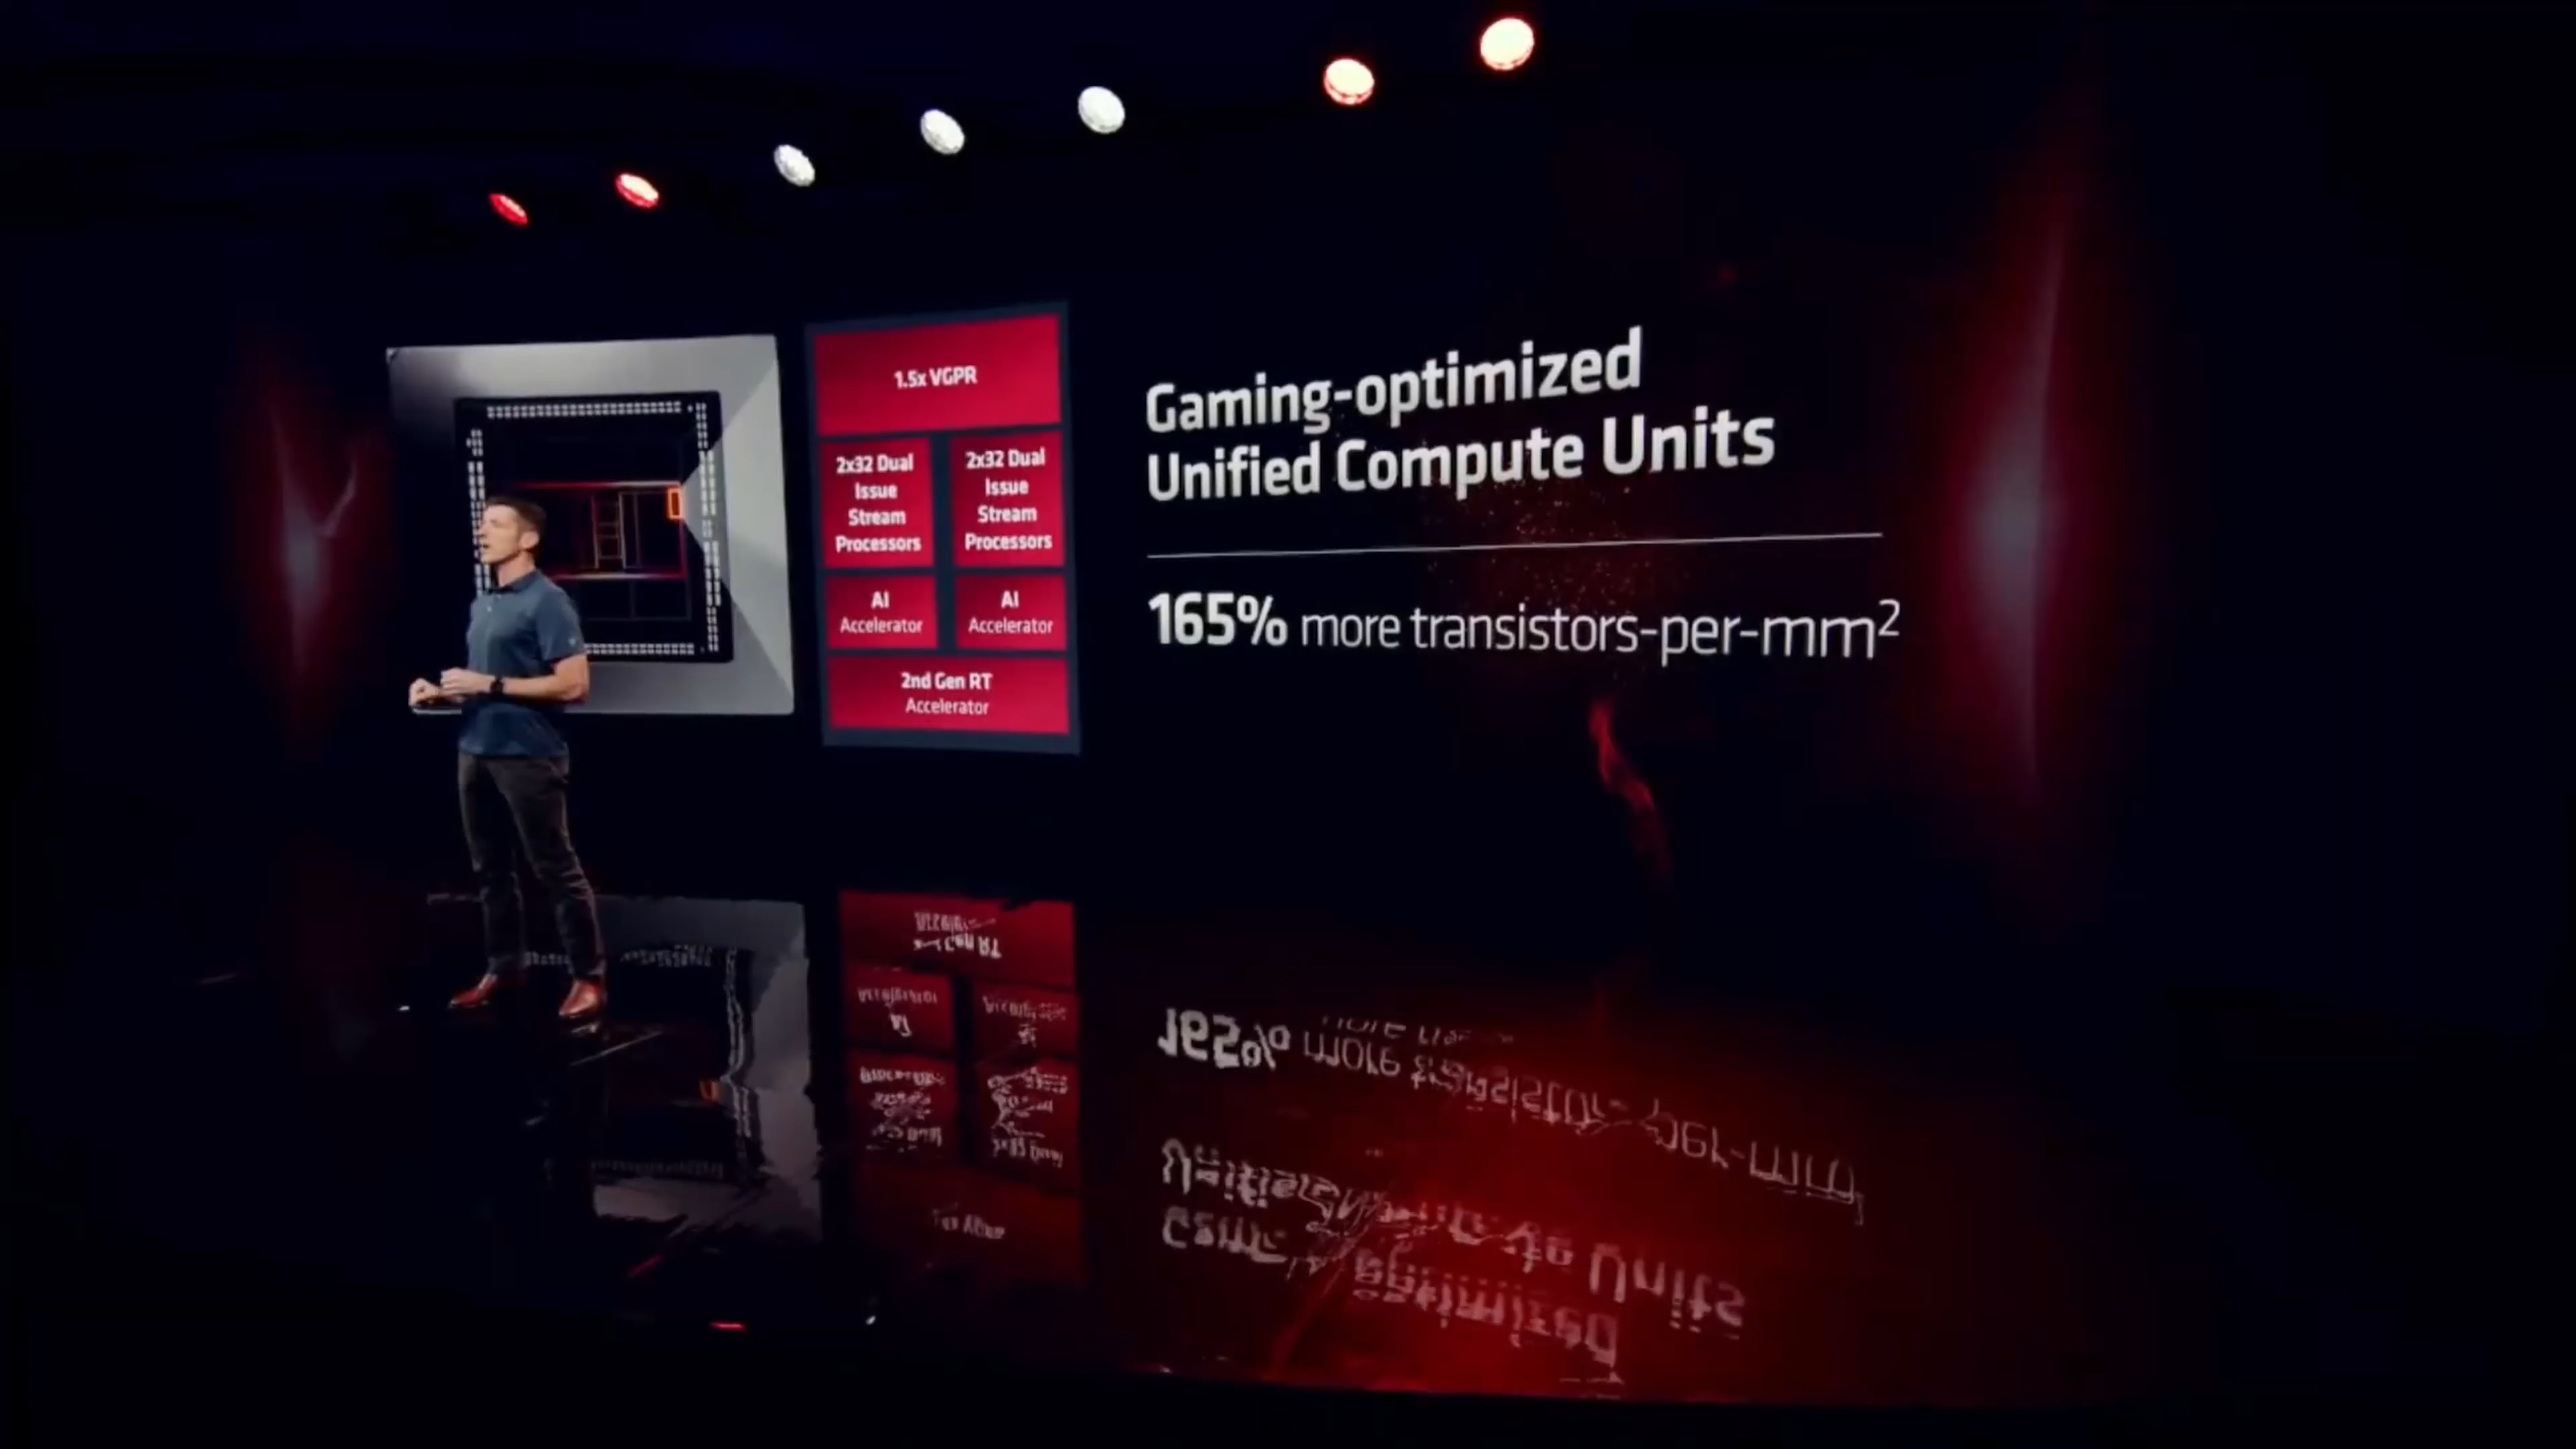 1.5x VGPR
2x32 Dual
Issue
Stream
Processors
2x32 Dual
Issue
Stream
Processors
AI
Accelerator
AI
Accelerator
2nd Gen RT
Accelerator
Gaming-optimized
Unified Compute Units
165% more transistors-per-mm²